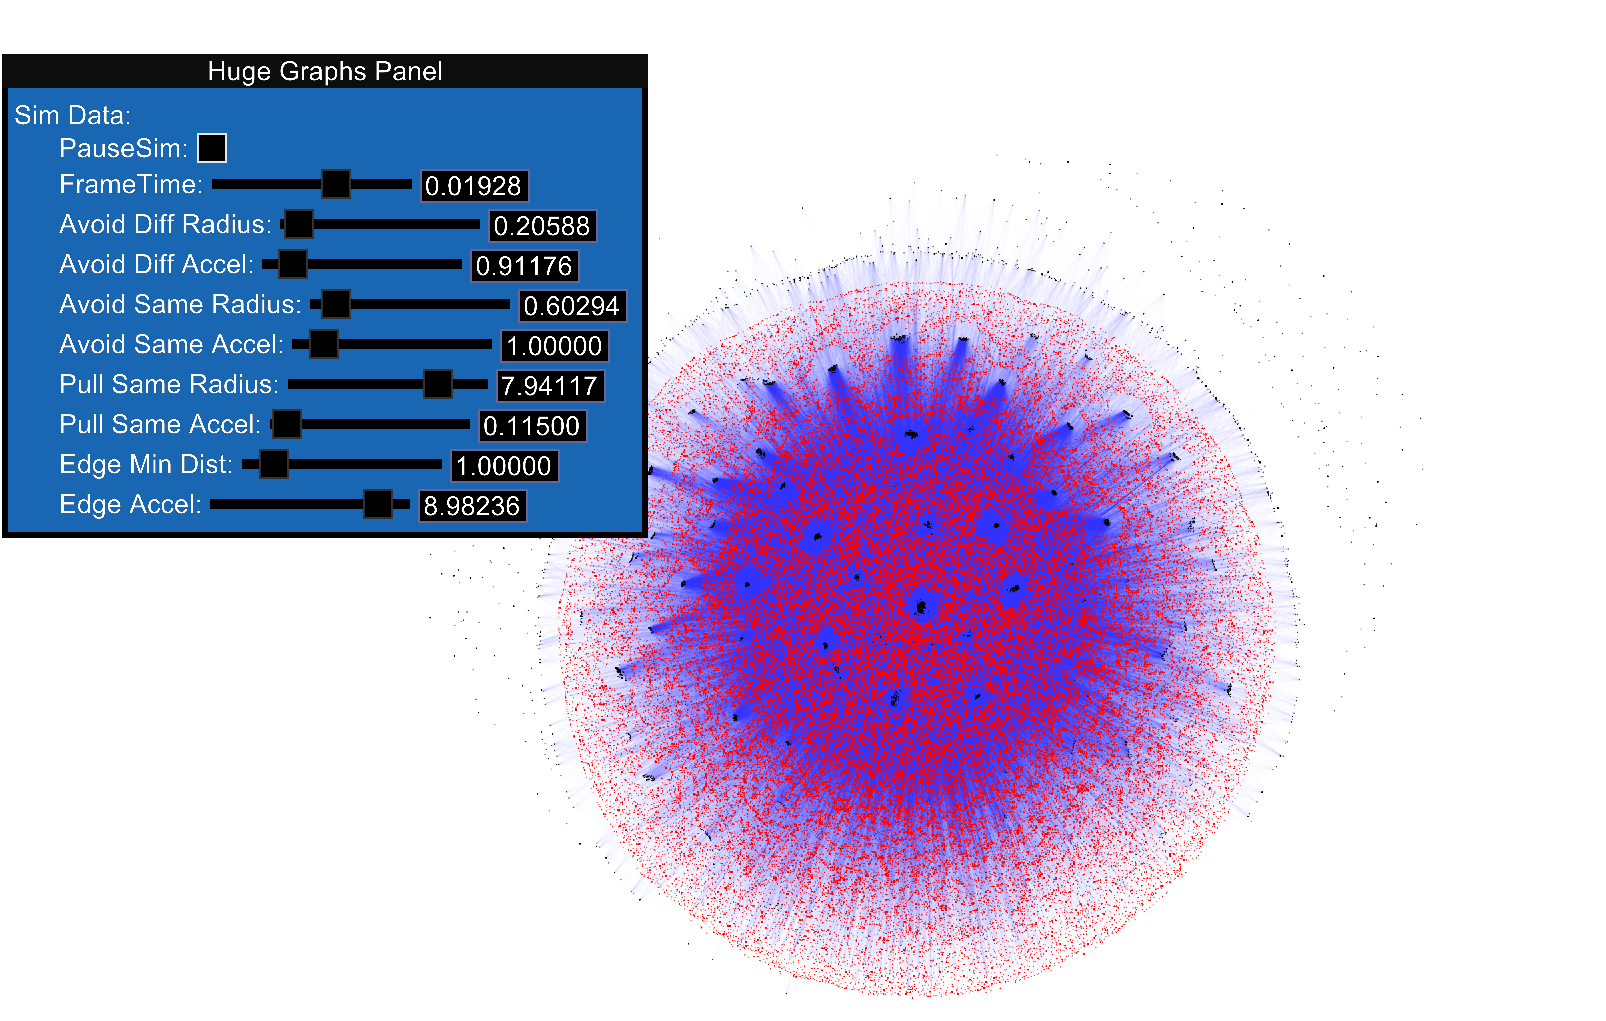 Huge Graphs Panel
Sim Data:
PauseSim:
FrameTime: 0.01928
Avoid Diff Radius: 0.20588
Avoid Diff Accel: 0.91176
Avoid Same Radius: 0.60294
Avoid Same Accel: 1.00000
Pull Same Radius: 7.94117
Pull Same Accel: 0.11500
Edge Min Dist: 1.00000
Edge Accel: 8.98236